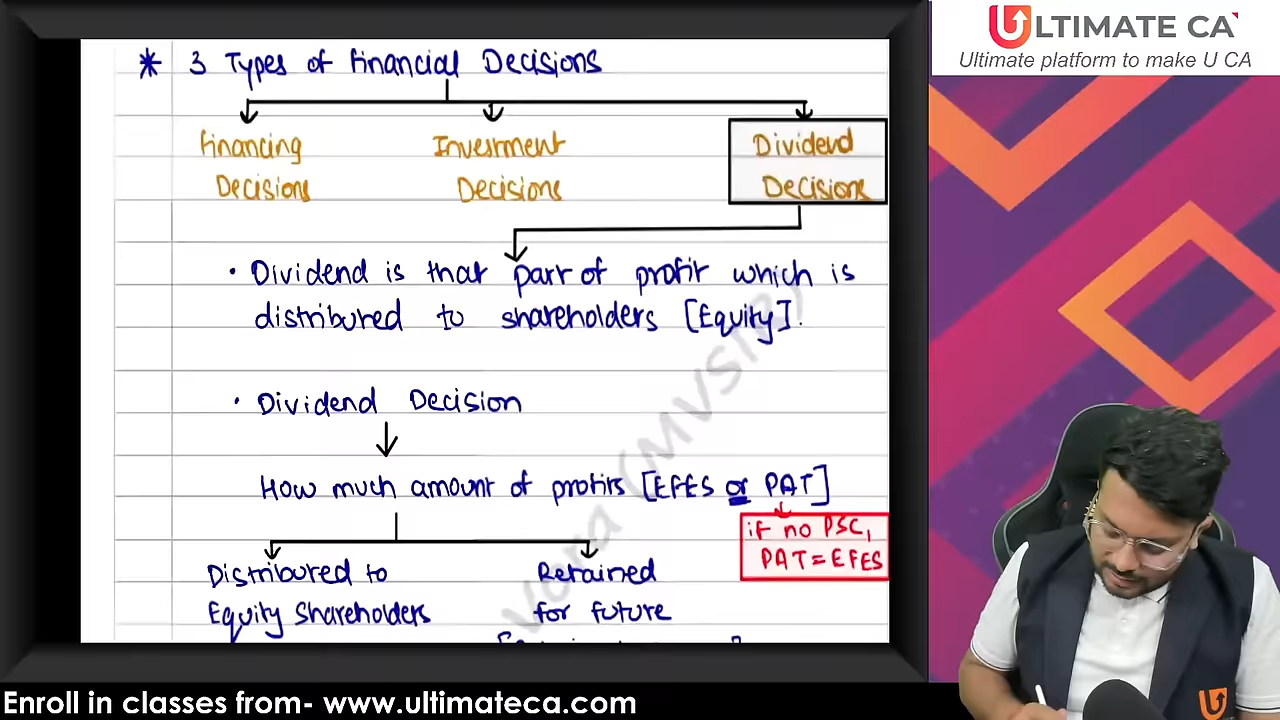 ULTIMATE CA
Ultimate platform to make U CA
* 3 Types of Financial Decisions
Financing Decisions
Investment Decisions
Dividend Decisions
• Dividend is that part of profit which is
distributed to shareholders [Equity].
• Dividend Decision
How much amount of profits [EFES or PAT]
if no PSC,
PAT = EFES
Distributed to
Equity Shareholders
Retained
for future
vora (MVSIR)
Enroll in classes from- www.ultimateca.com